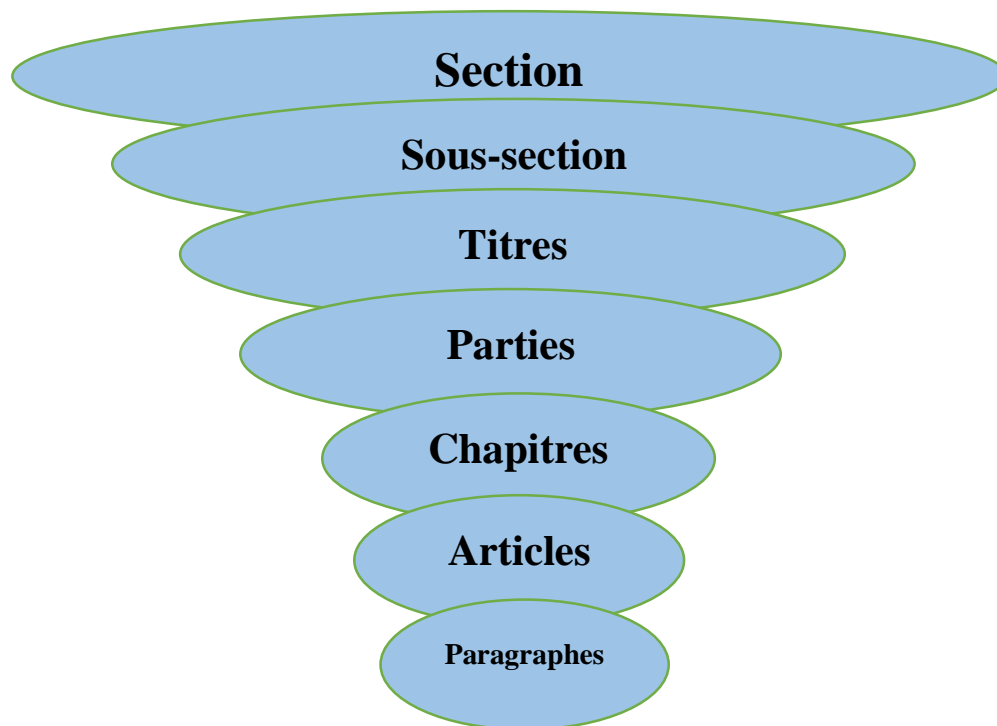 Section
Sous-section
Titres
Parties
Chapitres
Articles
Paragraphes